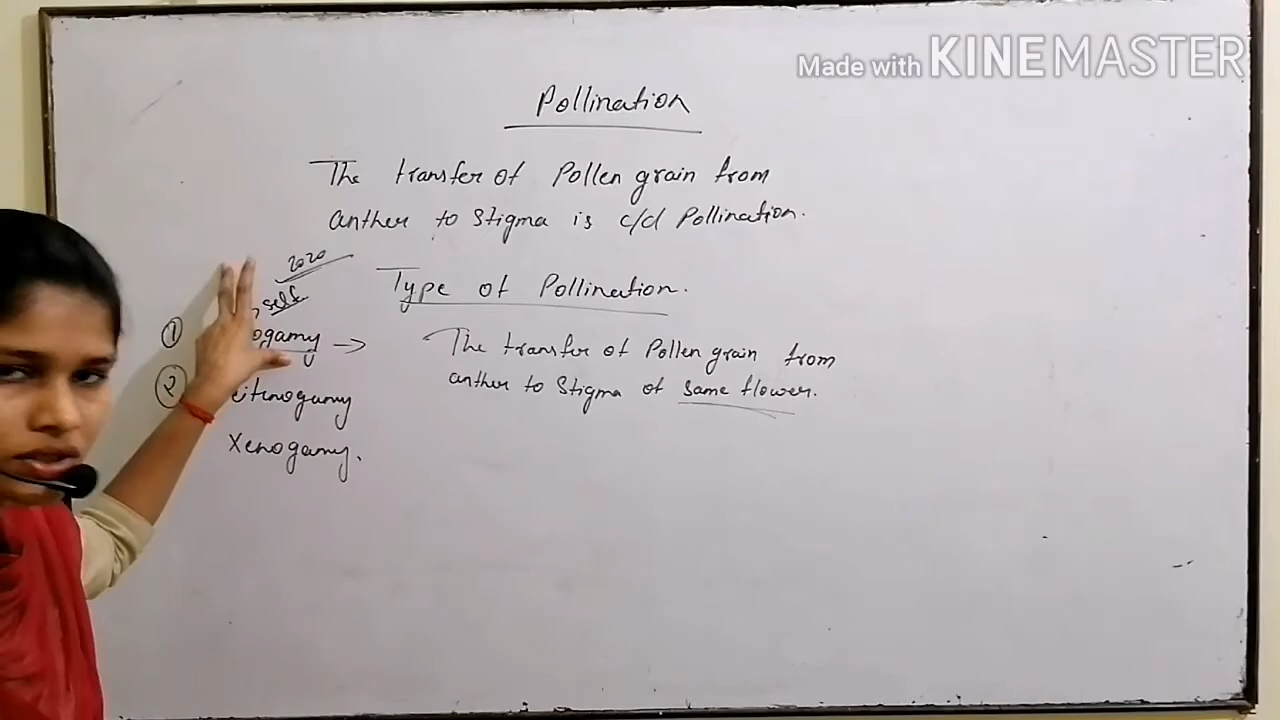 Made with KINEMASTER
Pollination
The transfer of Pollen grain from
anther to Stigma is c/d Pollination.
2020
Type of Pollination.
self
① ogamy → The transfer of Pollen grain from
anther to Stigma of same flower.
② eitenogamy
Xenogamy.